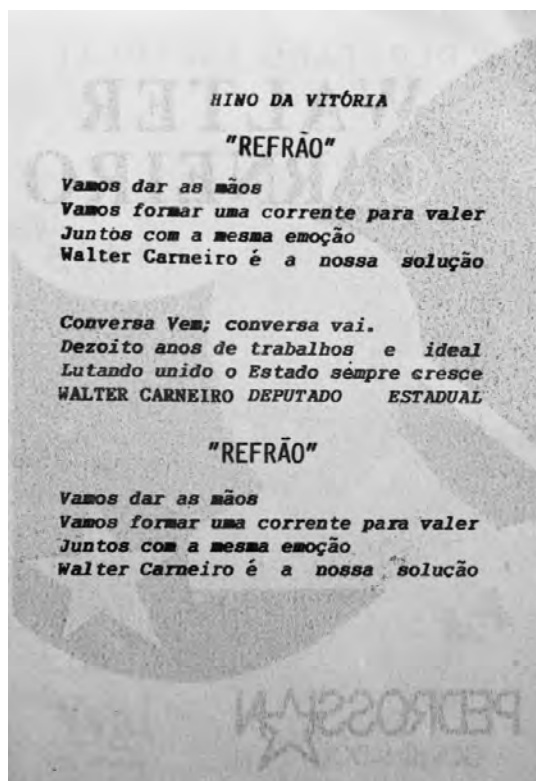 HINO DA VITÓRIA
"REFRÃO"
Vamos dar as mãos
Vamos formar uma corrente para valer
Juntos com a mesma emoção
Walter Carneiro é a nossa solução
Conversa Vem; conversa vai.
Dezoito anos de trabalhos e ideal
Lutando unido o Estado sempre cresce
WALTER CARNEIRO DEPUTADO ESTADUAL
"REFRÃO"
Vamos dar as mãos
Vamos formar uma corrente para valer
Juntos com a mesma emoção
Walter Carneiro é a nossa solução
WALTER
CARNEIRO
PEDROSSIAN